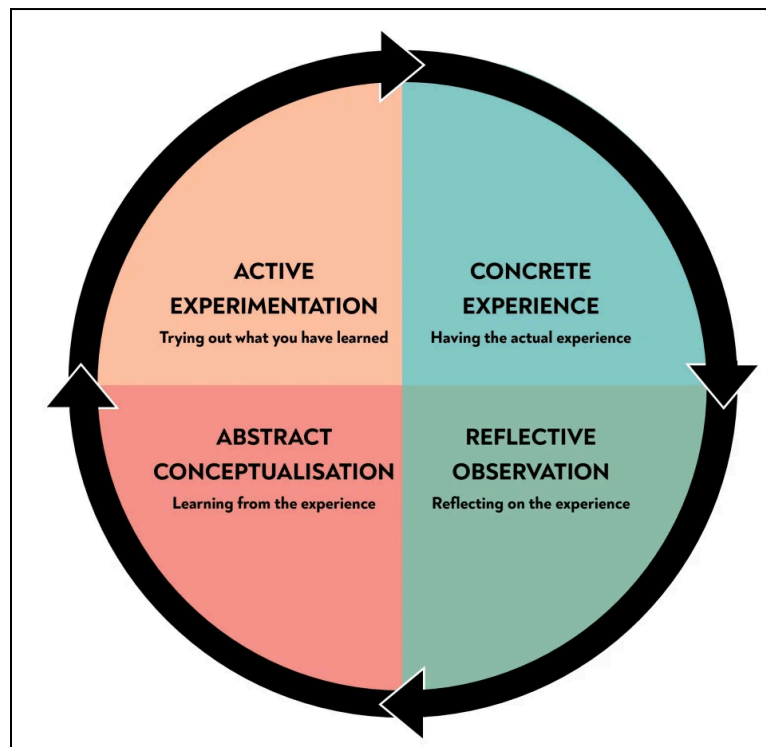 ACTIVE
EXPERIMENTATION
Trying out what you have learned
CONCRETE
EXPERIENCE
Having the actual experience
ABSTRACT
CONCEPTUALISATION
Learning from the experience
REFLECTIVE
OBSERVATION
Reflecting on the experience